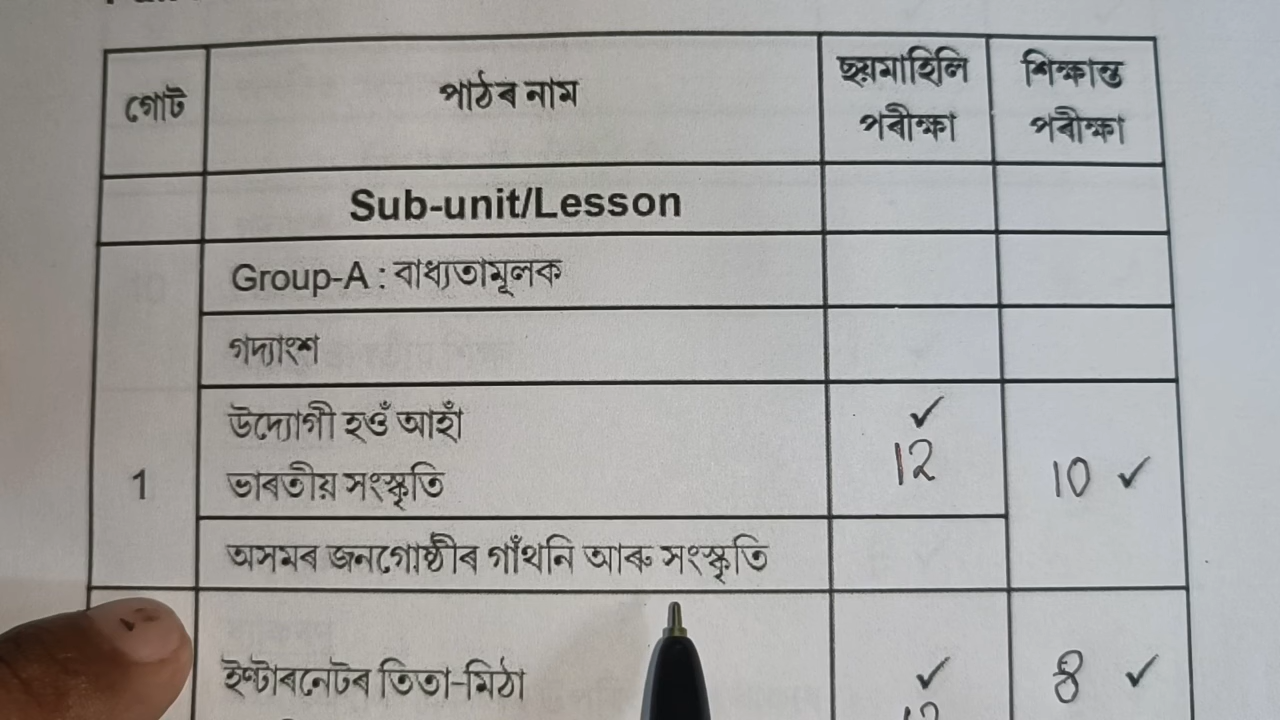 গোট পাঠৰ নাম ছয়মাহিলি পৰীক্ষা শিক্ষান্ত পৰীক্ষা
Sub-unit/Lesson
Group-A : বাধ্যতামূলক
গদ্যাংশ
উদ্যোগী হওঁ আহাঁ ✓
12
1 ভাৰতীয় সংস্কৃতি 10 ✓
অসমৰ জনগোষ্ঠীৰ গাঁথনি আৰু সংস্কৃতি
ইণ্টাৰনেটৰ তিতা-মিঠা ✓ 8 ✓